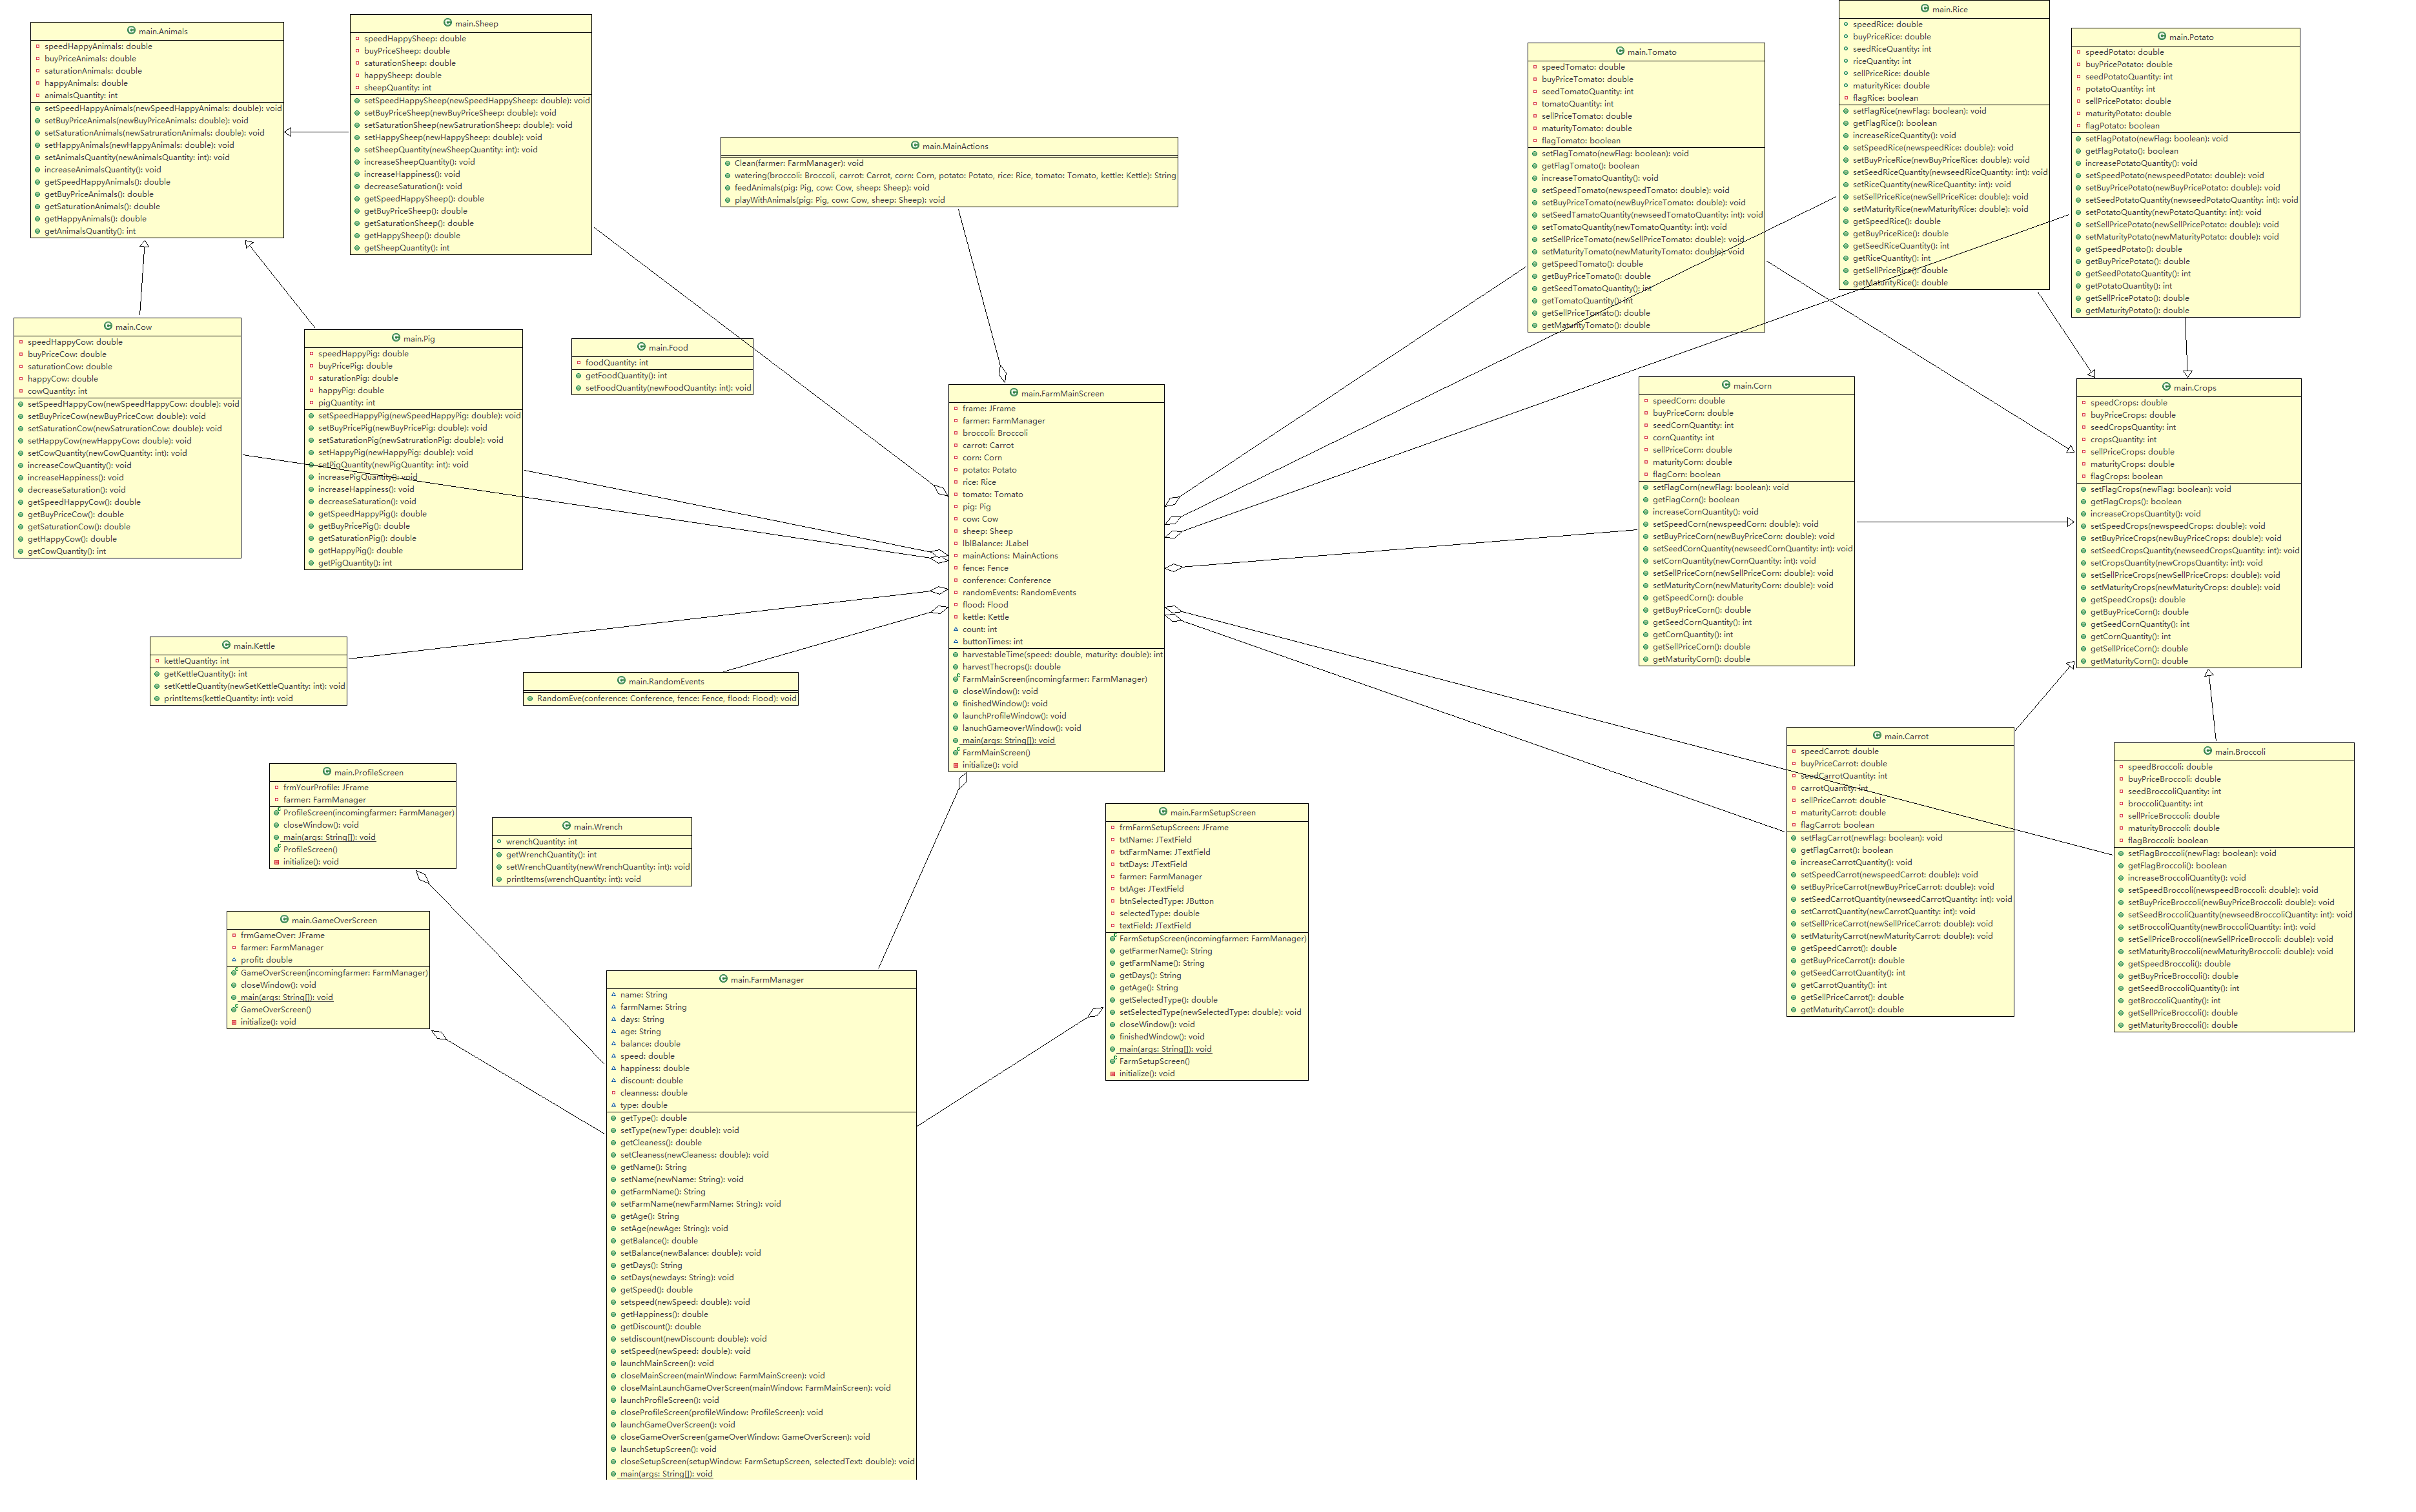 main.Animals
speedHappyAnimals: double
buyPriceAnimals: double
saturationAnimals: double
happyAnimals: double
animalsQuantity: int
setSpeedHappyAnimals(newSpeedHappyAnimals: double): void
setBuyPriceAnimals(newBuyPriceAnimals: double): void
setSaturationAnimals(newSatrurationAnimals: double): void
setHappyAnimals(newHappyAnimals: double): void
setAnimalsQuantity(newAnimalsQuantity: int): void
increaseAnimalsQuantity(): void
getSpeedHappyAnimals(): double
getBuyPriceAnimals(): double
getSaturationAnimals(): double
getHappyAnimals(): double
getAnimalsQuantity(): int
main.Sheep
speedHappySheep: double
buyPriceSheep: double
saturationSheep: double
happySheep: double
sheepQuantity: int
setSpeedHappySheep(newSpeedHappySheep: double): void
setBuyPriceSheep(newBuyPriceSheep: double): void
setSaturationSheep(newSatrurationSheep: double): void
setHappySheep(newHappySheep: double): void
setSheepQuantity(newSheepQuantity: int): void
increaseSheepQuantity(): void
increaseHappiness(): void
decreaseSaturation(): void
getSpeedHappySheep(): double
getBuyPriceSheep(): double
getSaturationSheep(): double
getHappySheep(): double
getSheepQuantity(): int
main.MainActions
Clean(farmer: FarmManager): void
watering(broccoli: Broccoli, carrot: Carrot, corn: Corn, potato: Potato, rice: Rice, tomato: Tomato, kettle: Kettle): String
feedAnimals(pig: Pig, cow: Cow, sheep: Sheep): void
playWithAnimals(pig: Pig, cow: Cow, sheep: Sheep): void
main.Tomato
speedTomato: double
buyPriceTomato: double
seedTomatoQuantity: int
tomatoQuantity: int
sellPriceTomato: double
maturityTomato: double
flagTomato: boolean
setFlagTomato(newFlag: boolean): void
getFlagTomato(): boolean
increaseTomatoQuantity(): void
setSpeedTomato(newspeedTomato: double): void
setBuyPriceTomato(newBuyPriceTomato: double): void
setSeedTamatoQuantity(newseedTomatoQuantity: int): void
setTomatoQuantity(newTomatoQuantity: int): void
setSellPriceTomato(newSellPriceTomato: double): void
setMaturityTomato(newMaturityTomato: double): void
getSpeedTomato(): double
getBuyPriceTomato(): double
getSeedTomatoQuantity(): int
getTomatoQuantity(): int
getSellPriceTomato(): double
getMaturityTomato(): double
main.Rice
speedRice: double
buyPriceRice: double
seedRiceQuantity: int
riceQuantity: int
sellPriceRice: double
maturityRice: double
flagRice: boolean
setFlagRice(newFlag: boolean): void
getFlagRice(): boolean
increaseRiceQuantity(): void
setSpeedRice(newspeedRice: double): void
setBuyPriceRice(newBuyPriceRice: double): void
setSeedRiceQuantity(newseedRiceQuantity: int): void
setRiceQuantity(newRiceQuantity: int): void
setSellPriceRice(newSellPriceRice: double): void
setMaturityRice(newMaturityRice: double): void
getSpeedRice(): double
getBuyPriceRice(): double
getSeedRiceQuantity(): int
getRiceQuantity(): int
getSellPriceRice(): double
getMaturityRice(): double
main.Potato
speedPotato: double
buyPricePotato: double
seedPotatoQuantity: int
potatoQuantity: int
sellPricePotato: double
maturityPotato: double
flagPotato: boolean
setFlagPotato(newFlag: boolean): void
getFlagPotato(): boolean
increasePotatoQuantity(): void
setSpeedPotato(newspeedPotato: double): void
setBuyPricePotato(newBuyPricePotato: double): void
setSeedPotatoQuantity(newseedPotatoQuantity: int): void
setPotatoQuantity(newPotatoQuantity: int): void
setSellPricePotato(newSellPricePotato: double): void
setMaturityPotato(newMaturityPotato: double): void
getSpeedPotato(): double
getBuyPricePotato(): double
getSeedPotatoQuantity(): int
getPotatoQuantity(): int
getSellPricePotato(): double
getMaturityPotato(): double
main.Cow
speedHappyCow: double
buyPriceCow: double
saturationCow: double
happyCow: double
cowQuantity: int
setSpeedHappyCow(newSpeedHappyCow: double): void
setBuyPriceCow(newBuyPriceCow: double): void
setSaturationCow(newSatrurationCow: double): void
setHappyCow(newHappyCow: double): void
setCowQuantity(newCowQuantity: int): void
increaseCowQuantity(): void
increaseHappiness(): void
decreaseSaturation(): void
getSpeedHappyCow(): double
getBuyPriceCow(): double
getSaturationCow(): double
getHappyCow(): double
getCowQuantity(): int
main.Pig
speedHappyPig: double
buyPricePig: double
saturationPig: double
happyPig: double
pigQuantity: int
setSpeedHappyPig(newSpeedHappyPig: double): void
setBuyPricePig(newBuyPricePig: double): void
setSaturationPig(newSatrurationPig: double): void
setHappyPig(newHappyPig: double): void
setPigQuantity(newPigQuantity: int): void
increasePigQuantity(): void
increaseHappiness(): void
decreaseSaturation(): void
getSpeedHappyPig(): double
getBuyPricePig(): double
getSaturationPig(): double
getHappyPig(): double
getPigQuantity(): int
main.Food
foodQuantity: int
getFoodQuantity(): int
setFoodQuantity(newFoodQuantity: int): void
main.FarmMainScreen
frame: JFrame
farmer: FarmManager
broccoli: Broccoli
carrot: Carrot
corn: Corn
potato: Potato
rice: Rice
tomato: Tomato
pig: Pig
cow: Cow
sheep: Sheep
lblBalance: JLabel
mainActions: MainActions
fence: Fence
conference: Conference
randomEvents: RandomEvents
flood: Flood
kettle: Kettle
count: int
buttonTimes: int
harvestableTime(speed: double, maturity: double): int
harvestThecrops(): double
FarmMainScreen(incomingfarmer: FarmManager)
closeWindow(): void
finishedWindow(): void
launchProfileWindow(): void
lanuchGameoverWindow(): void
main(args: String[]): void
FarmMainScreen()
initialize(): void
main.Corn
speedCorn: double
buyPriceCorn: double
seedCornQuantity: int
cornQuantity: int
sellPriceCorn: double
maturityCorn: double
flagCorn: boolean
setFlagCorn(newFlag: boolean): void
getFlagCorn(): boolean
increaseCornQuantity(): void
setSpeedCorn(newspeedCorn: double): void
setBuyPriceCorn(newBuyPriceCorn: double): void
setSeedCornQuantity(newseedCornQuantity: int): void
setCornQuantity(newCornQuantity: int): void
setSellPriceCorn(newSellPriceCorn: double): void
setMaturityCorn(newMaturityCorn: double): void
getSpeedCorn(): double
getBuyPriceCorn(): double
getSeedCornQuantity(): int
getCornQuantity(): int
getSellPriceCorn(): double
getMaturityCorn(): double
main.Crops
speedCrops: double
buyPriceCrops: double
seedCropsQuantity: int
cropsQuantity: int
sellPriceCrops: double
maturityCrops: double
flagCrops: boolean
setFlagCrops(newFlag: boolean): void
getFlagCrops(): boolean
increaseCropsQuantity(): void
setSpeedCrops(newspeedCrops: double): void
setBuyPriceCrops(newBuyPriceCrops: double): void
setSeedCropsQuantity(newseedCropsQuantity: int): void
setCropsQuantity(newCropsQuantity: int): void
setSellPriceCrops(newSellPriceCrops: double): void
setMaturityCrops(newMaturityCrops: double): void
getSpeedCrops(): double
getBuyPriceCorn(): double
getSeedCornQuantity(): int
getCornQuantity(): int
getSellPriceCorn(): double
getMaturityCorn(): double
main.Kettle
kettleQuantity: int
getKettleQuantity(): int
setKettleQuantity(newSetKettleQuantity: int): void
printItems(kettleQuantity: int): void
main.RandomEvents
RandomEve(conference: Conference, fence: Fence, flood: Flood): void
main.ProfileScreen
frmYourProfile: JFrame
farmer: FarmManager
ProfileScreen(incomingfarmer: FarmManager)
closeWindow(): void
main(args: String[]): void
ProfileScreen()
initialize(): void
main.Wrench
wrenchQuantity: int
getWrenchQuantity(): int
setWrenchQuantity(newWrenchQuantity: int): void
printItems(wrenchQuantity: int): void
main.GameOverScreen
frmGameOver: JFrame
farmer: FarmManager
profit: double
GameOverScreen(incomingfarmer: FarmManager)
closeWindow(): void
main(args: String[]): void
GameOverScreen()
initialize(): void
main.FarmSetupScreen
frmFarmSetupScreen: JFrame
txtName: JTextField
txtFarmName: JTextField
txtDays: JTextField
farmer: FarmManager
txtAge: JTextField
btnSelectedType: JButton
selectedType: double
textField: JTextField
FarmSetupScreen(incomingfarmer: FarmManager)
getFarmerName(): String
getFarmName(): String
getDays(): String
getAge(): String
getSelectedType(): double
setSelectedType(newSelectedType: double): void
closeWindow(): void
finishedWindow(): void
main(args: String[]): void
FarmSetupScreen()
initialize(): void
main.Carrot
speedCarrot: double
buyPriceCarrot: double
seedCarrotQuantity: int
carrotQuantity: int
sellPriceCarrot: double
maturityCarrot: double
flagCarrot: boolean
setFlagCarrot(newFlag: boolean): void
getFlagCarrot(): boolean
increaseCarrotQuantity(): void
setSpeedCarrot(newspeedCarrot: double): void
setBuyPriceCarrot(newBuyPriceCarrot: double): void
setSeedCarrotQuantity(newseedCarrotQuantity: int): void
setCarrotQuantity(newCarrotQuantity: int): void
setSellPriceCarrot(newSellPriceCarrot: double): void
setMaturityCarrot(newMaturityCarrot: double): void
getSpeedCarrot(): double
getBuyPriceCarrot(): double
getSeedCarrotQuantity(): int
getCarrotQuantity(): int
getSellPriceCarrot(): double
getMaturityCarrot(): double
main.Broccoli
speedBroccoli: double
buyPriceBroccoli: double
seedBroccoliQuantity: int
broccoliQuantity: int
sellPriceBroccoli: double
maturityBroccoli: double
flagBroccoli: boolean
setFlagBroccoli(newFlag: boolean): void
getFlagBroccoli(): boolean
increaseBroccoliQuantity(): void
setSpeedBroccoli(newspeedBroccoli: double): void
setBuyPriceBroccoli(newBuyPriceBroccoli: double): void
setSeedBroccoliQuantity(newseedBroccoliQuantity: int): void
setBroccoliQuantity(newBroccoliQuantity: int): void
setSellPriceBroccoli(newSellPriceBroccoli: double): void
setMaturityBroccoli(newMaturityBroccoli: double): void
getSpeedBroccoli(): double
getBuyPriceBroccoli(): double
getSeedBroccoliQuantity(): int
getBroccoliQuantity(): int
getSellPriceBroccoli(): double
getMaturityBroccoli(): double
main.FarmManager
name: String
farmName: String
days: String
age: String
balance: double
speed: double
happiness: double
discount: double
cleanness: double
type: double
getType(): double
setType(newType: double): void
getCleaness(): double
setCleaness(newCleaness: double): void
getName(): String
setName(newName: String): void
getFarmName(): String
setFarmName(newFarmName: String): void
getAge(): String
setAge(newAge: String): void
getBalance(): double
setBalance(newBalance: double): void
getDays(): String
setDays(newdays: String): void
getSpeed(): double
setspeed(newSpeed: double): void
getHappiness(): double
getDiscount(): double
setdiscount(newDiscount: double): void
setSpeed(newSpeed: double): void
launchMainScreen(): void
closeMainScreen(mainWindow: FarmMainScreen): void
closeMainLaunchGameOverScreen(mainWindow: FarmMainScreen): void
launchProfileScreen(): void
closeProfileScreen(profileWindow: ProfileScreen): void
launchGameOverScreen(): void
closeGameOverScreen(gameOverWindow: GameOverScreen): void
launchSetupScreen(): void
closeSetupScreen(setupWindow: FarmSetupScreen, selectedText: double): void
main(args: String[]): void